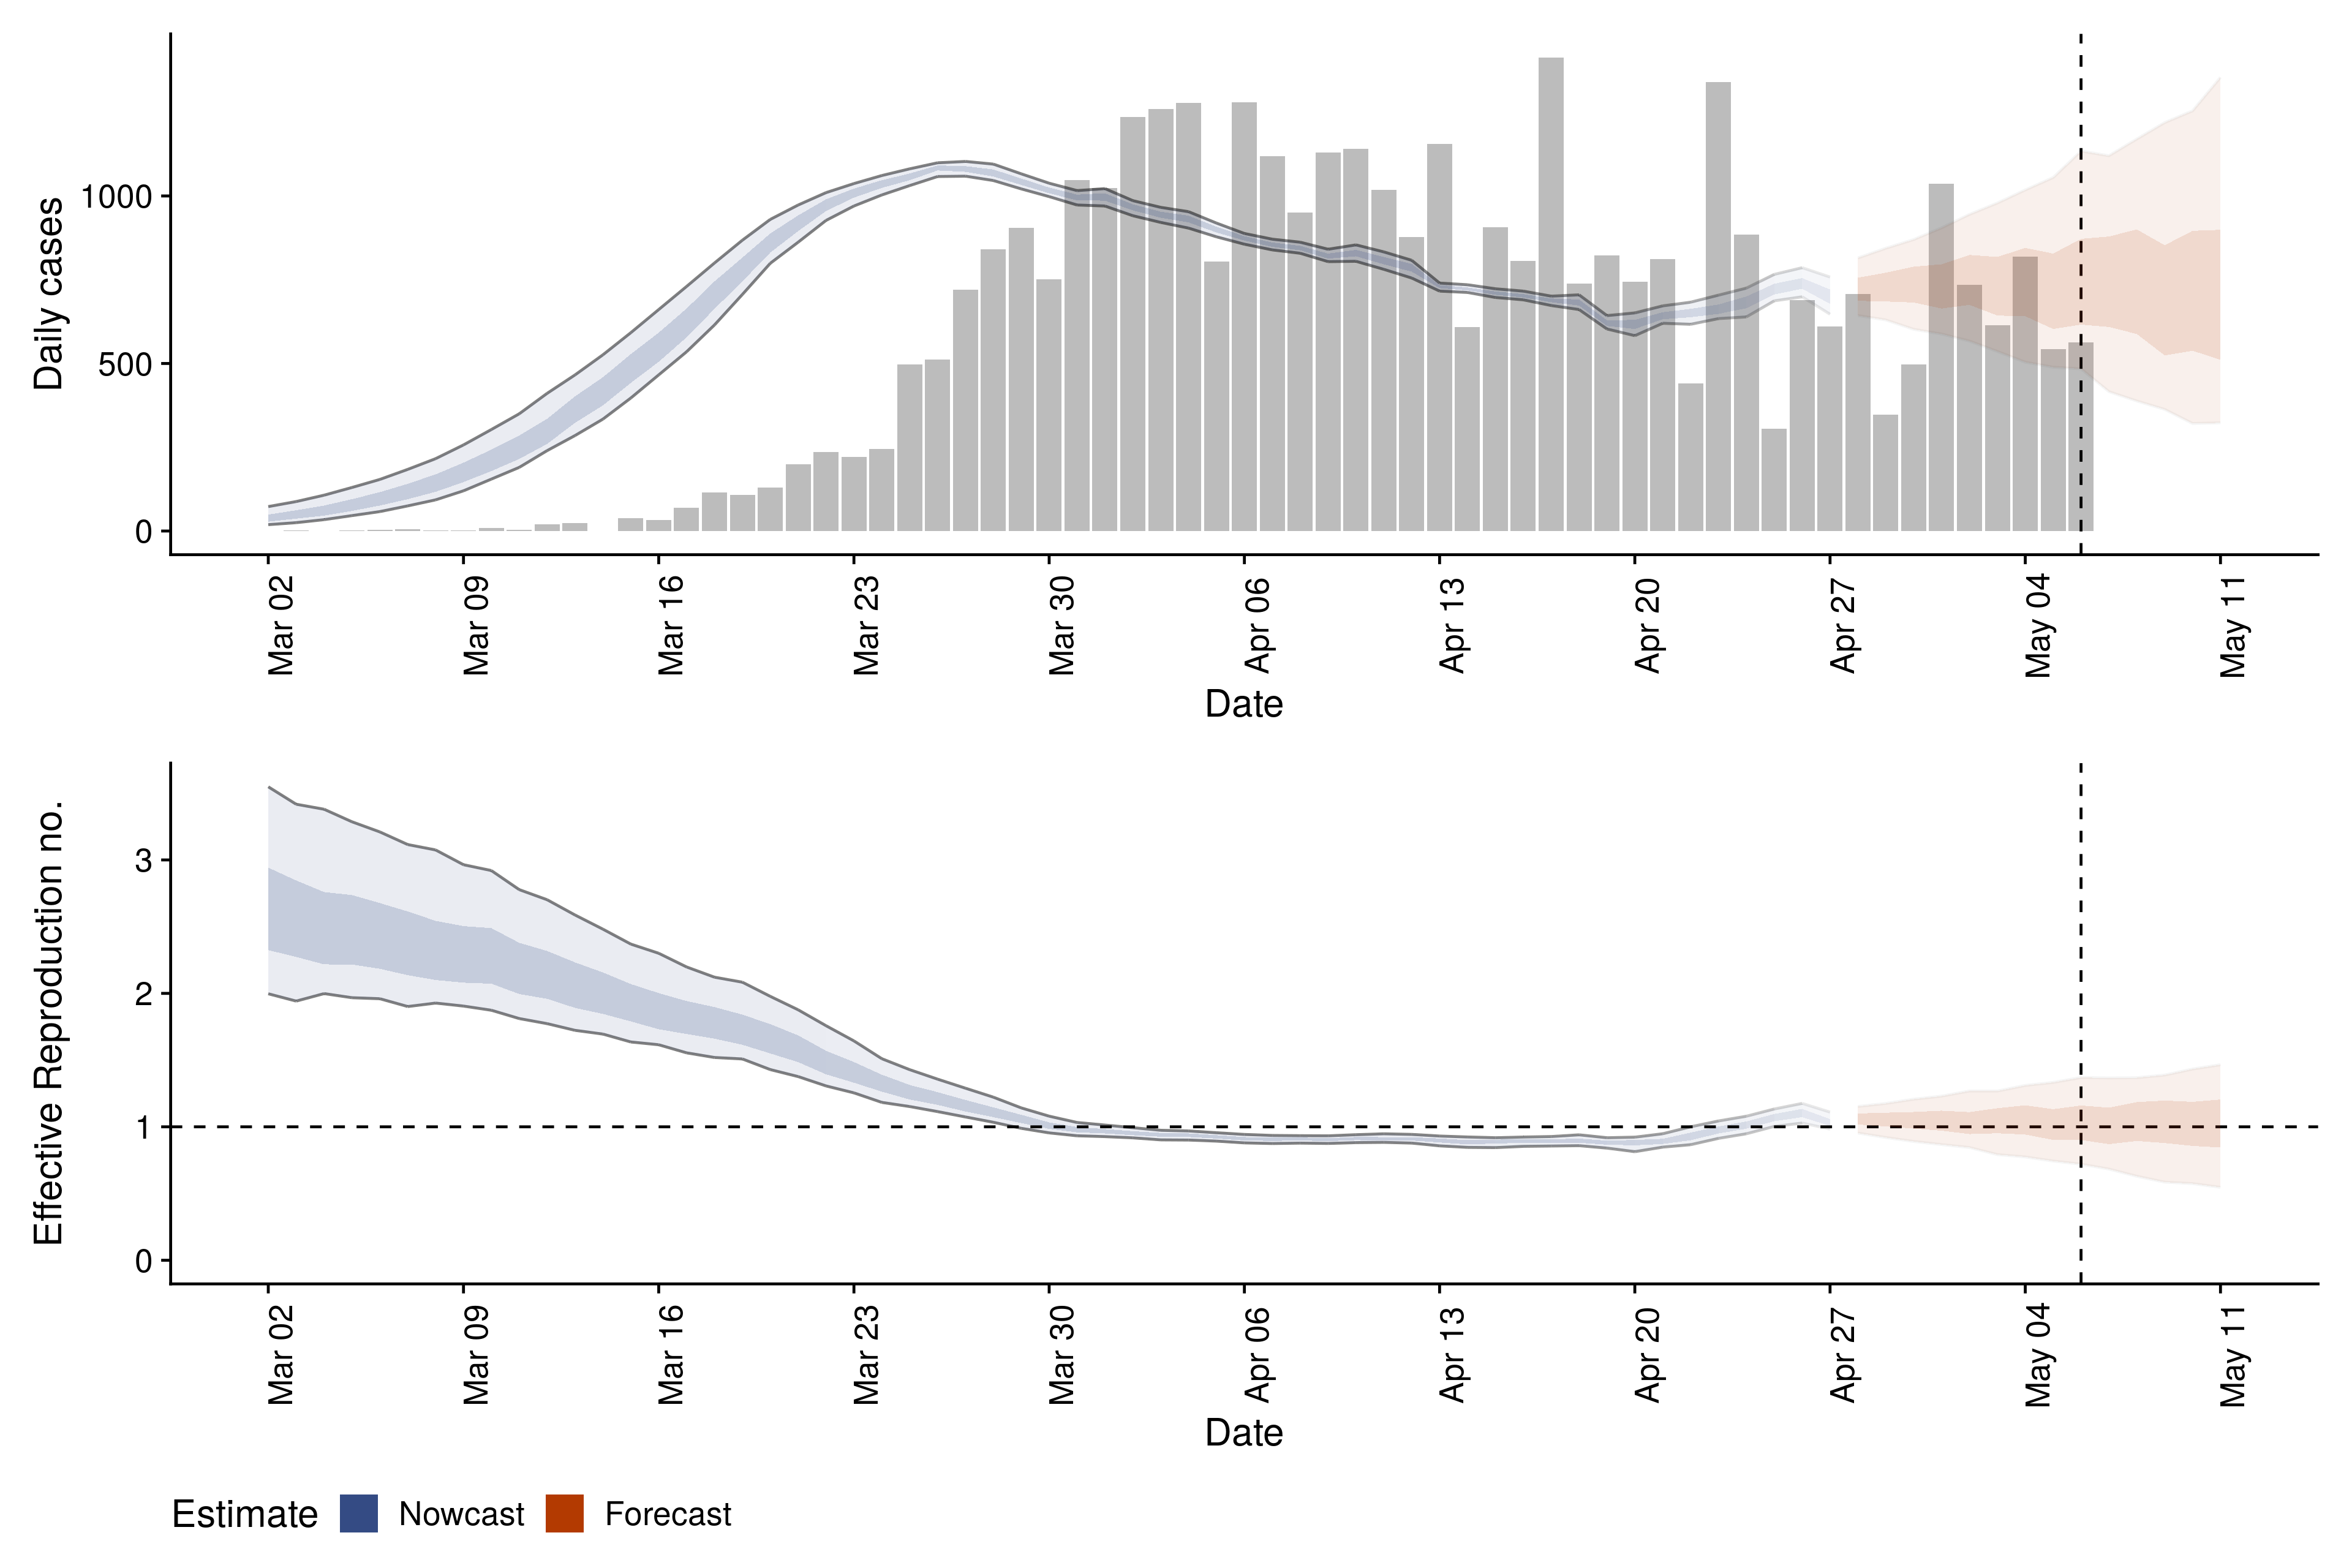 Daily cases
1000
500
0
Mar 02
Mar 09
Mar 16
Mar 23
Mar 30
Apr 06
Apr 13
Apr 20
Apr 27
May 04
May 11
Date
Effective Reproduction no.
3
2
1
0
Mar 02
Mar 09
Mar 16
Mar 23
Mar 30
Apr 06
Apr 13
Apr 20
Apr 27
May 04
May 11
Date
Estimate Nowcast Forecast